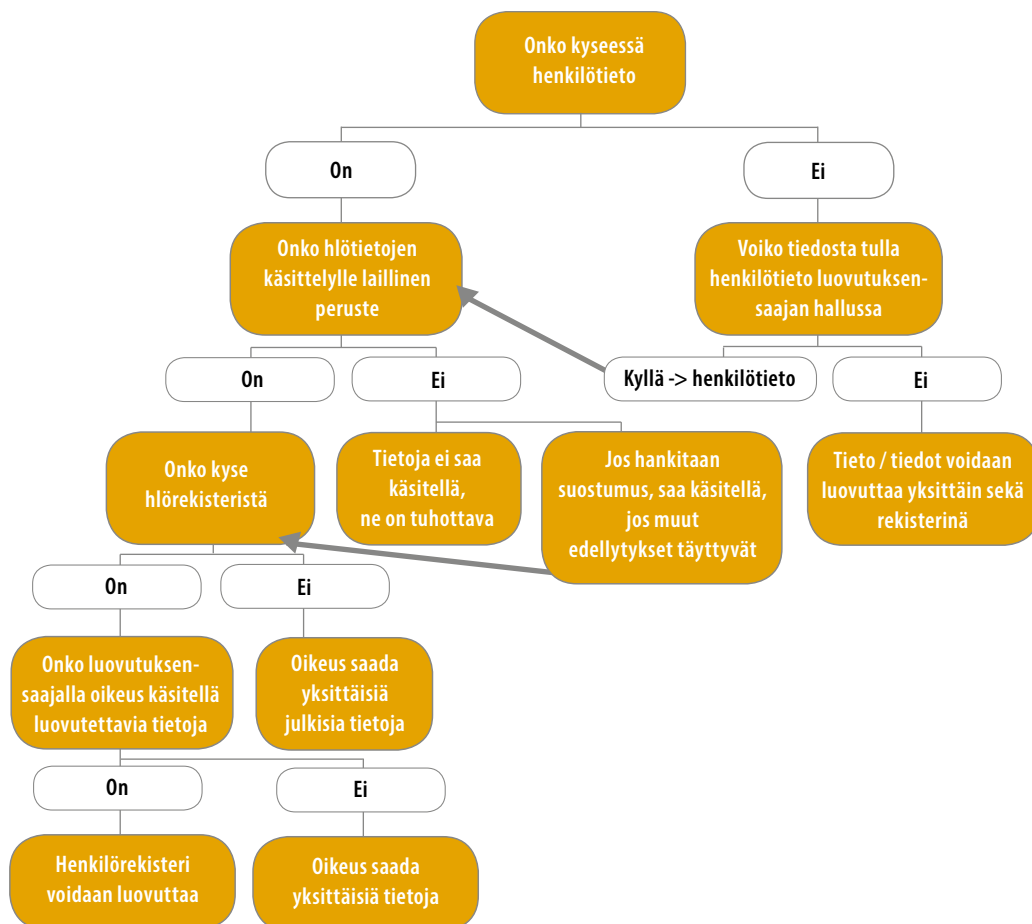 Onko kyseessä
henkilötieto
On
Ei
Onko hlötietojen
käsittelylle laillinen
peruste
Voiko tiedosta tulla
henkilötieto luovutuksen-
saajan hallussa
On
Ei
Kyllä -> henkilötieto
Ei
Onko kyse
hlörekisteristä
Tietoja ei saa
käsitellä,
ne on tuhottava
Jos hankitaan
suostumus, saa käsitellä,
jos muut
edellytykset täyttyvät
Tieto / tiedot voidaan
luovuttaa yksittäin sekä
rekisterinä
On
Ei
Onko luovutuksen-
saajalla oikeus käsitellä
luovutettavia tietoja
Oikeus saada
yksittäisiä
julkisia tietoja
On
Ei
Henkilörekisteri
voidaan luovuttaa
Oikeus saada
yksittäisiä tietoja